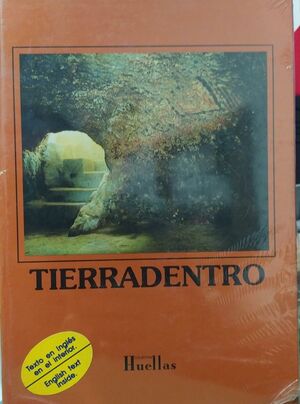 TIERRADENTRO
Texto en inglés
en el interior.
English text
inside.
Huellas